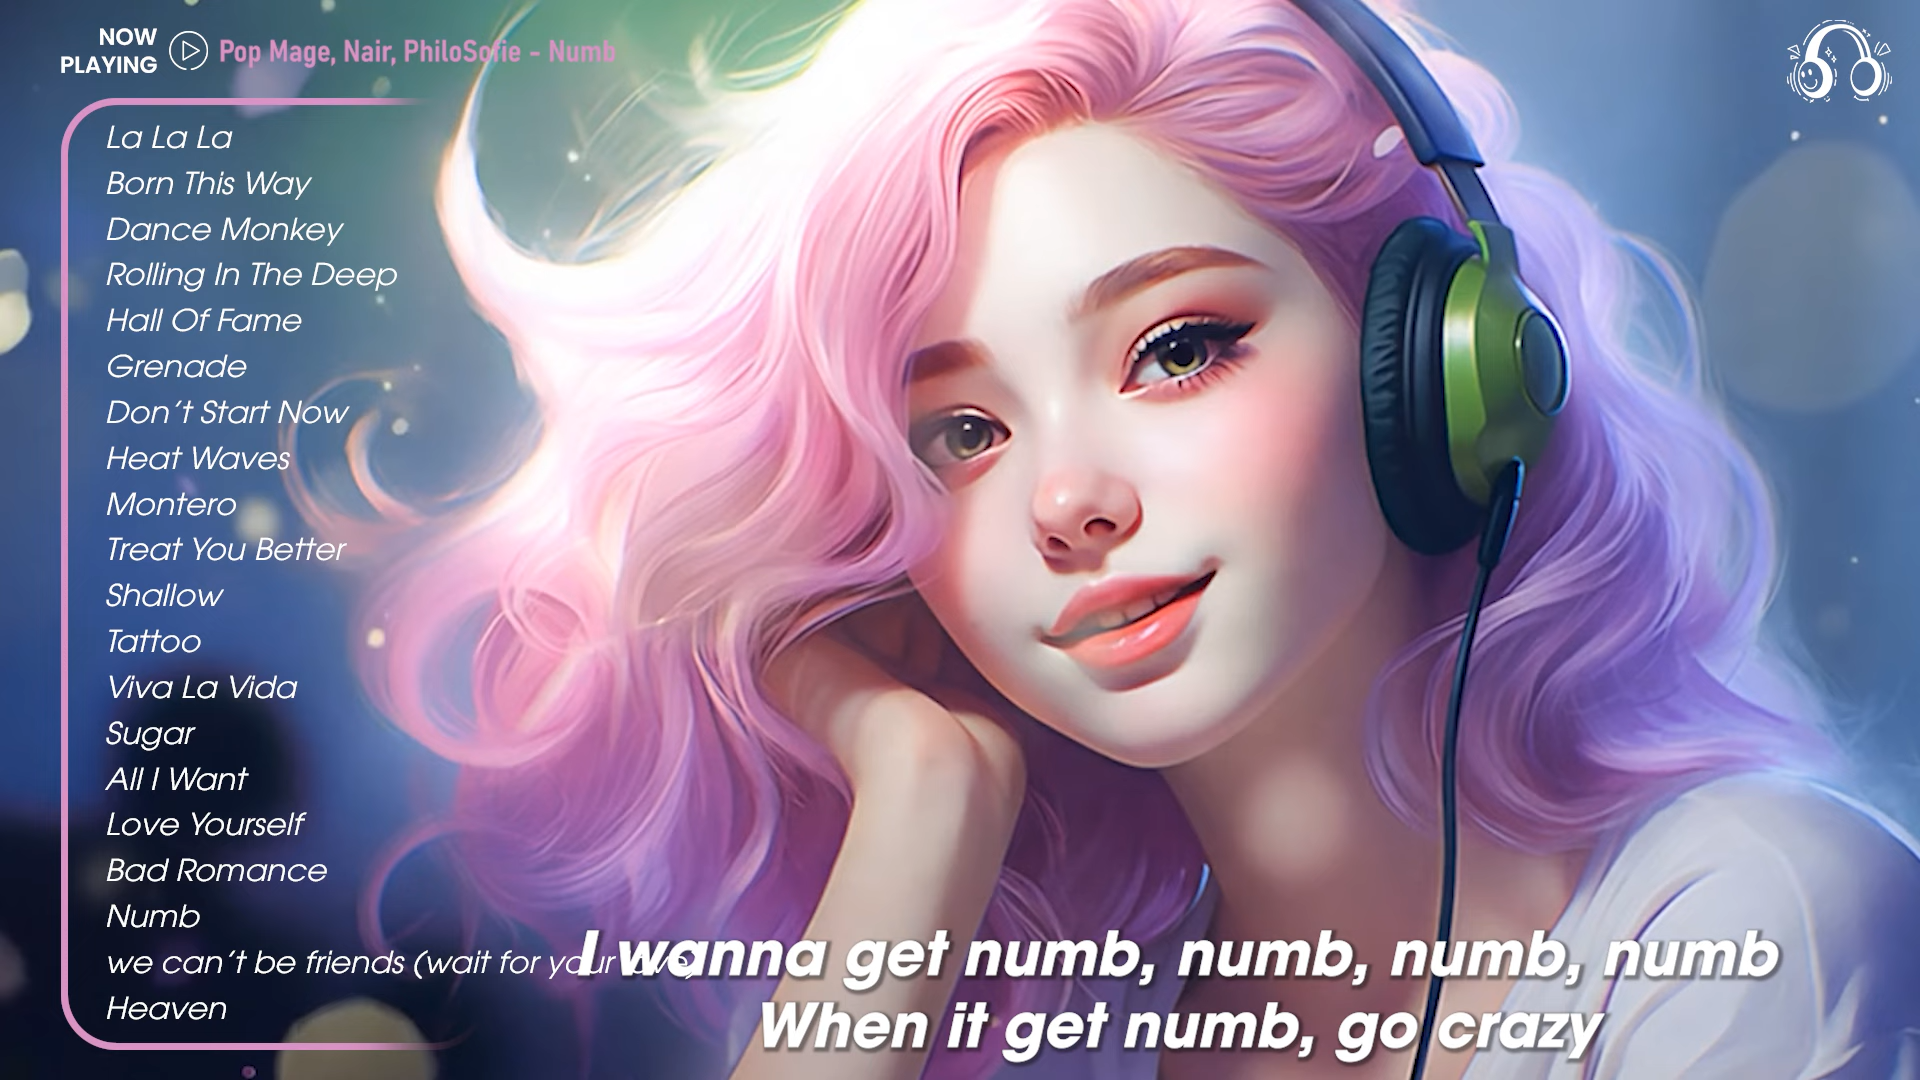 NOW
PLAYING
Pop Mage, Nair, PhiloSofie - Numb
La La La
Born This Way
Dance Monkey
Rolling In The Deep
Hall Of Fame
Grenade
Don't Start Now
Heat Waves
Montero
Treat You Better
Shallow
Tattoo
Viva La Vida
Sugar
All I Want
Love Yourself
Bad Romance
Numb
we can't be friends (wait for your love)
Heaven
I wanna get numb, numb, numb, numb
When it get numb, go crazy